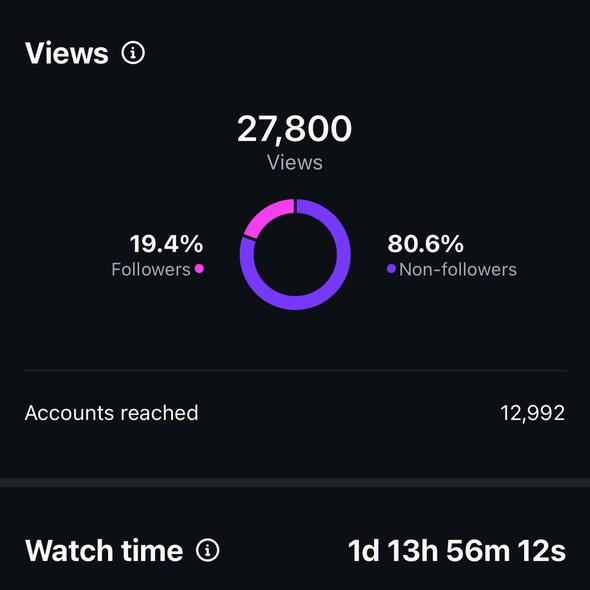 Views
27,800
Views
19.4%
Followers
80.6%
Non-followers
Accounts reached 12,992
Watch time 1d 13h 56m 12s